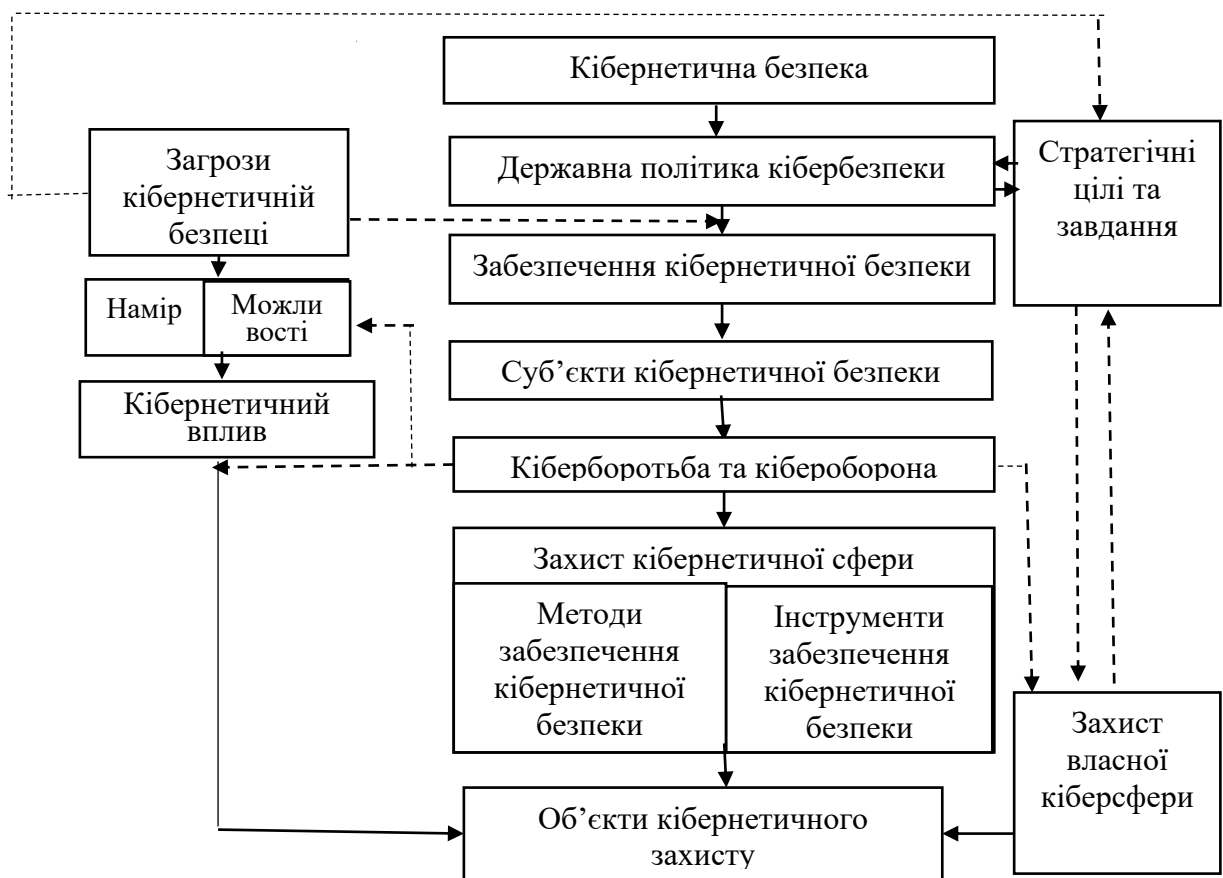 Кібернетична безпека
Державна політика кібербезпеки
Стратегічні
цілі та
завдання
Загрози
кібернетичній
безпеці
Забезпечення кібернетичної безпеки
Намір
Можли
вості
Суб’єкти кібернетичної безпеки
Кібернетичний
вплив
Кіберборотьба та кібероборона
Захист кібернетичної сфери
Методи
забезпечення
кібернетичної
безпеки
Інструменти
забезпечення
кібернетичної
безпеки
Захист
власної
кіберсфери
Об’єкти кібернетичного
захисту